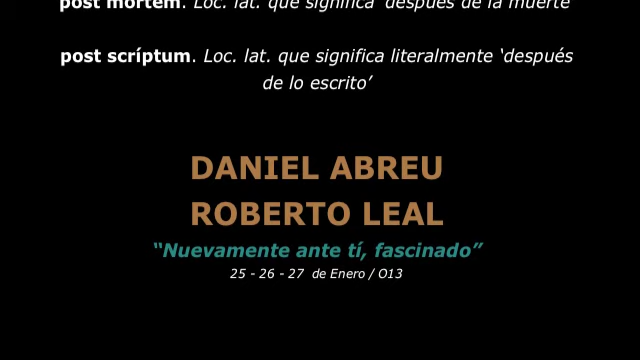 post mortem. Loc. lat. que significa 'después de la muerte'
post scríptum. Loc. lat. que significa literalmente ‘después
de lo escrito’
DANIEL ABREU
ROBERTO LEAL
“Nuevamente ante tí, fascinado”
25 - 26 - 27 de Enero / O13